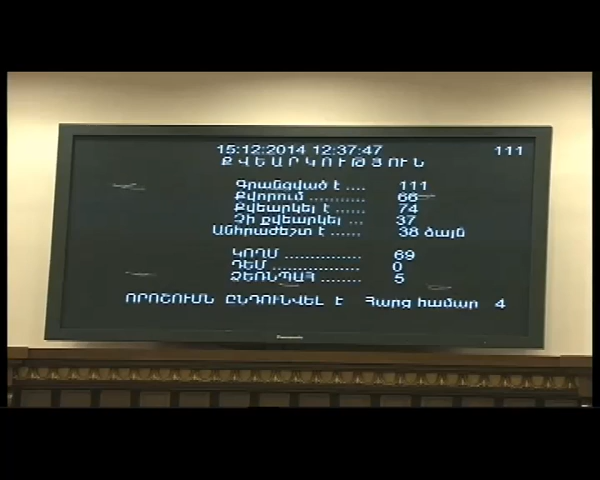 15:12:2014 12:37:47 111
ՔՎԵԱՐԿՈՒԹՅՈՒՆ
Գրանցված է .... 111
Քվորում ........... 66
Քվեարկել է ...... 74
Չի քվեարկել ... 37
Անհրաժեշտ է ...... 38 ձայն
ԿՈՂՄ ............... 69
ԴԵՄ ................. 0
ՁԵՌՆՊԱՀ ........ 5
ՈՐՈՇՈՒՄՆ ԸՆԴՈՒՆՎԵԼ Է Հարց համար 4
Panasonic